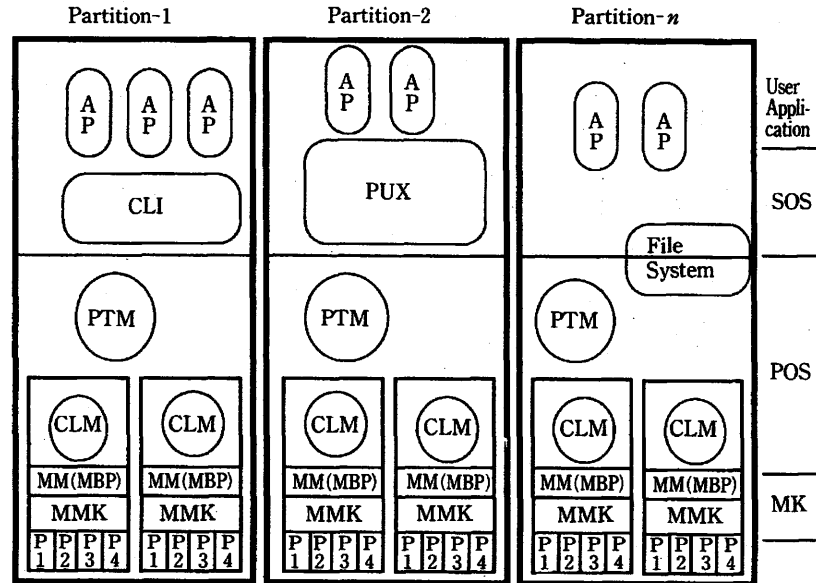 Partition-1 Partition-2 Partition-n
A P A P A P A P A P A P A P
User
Appli-
cation
CLI PUX SOS
File
System
PTM PTM PTM
POS
CLM CLM CLM CLM CLM CLM
MM(MBP) MM(MBP) MM(MBP) MM(MBP) MM(MBP) MM(MBP)
MMK MMK MMK MMK MMK MMK MK
P P P P P P P P P P P P P P P P P P P P P P P P
1 2 3 4 1 2 3 4 1 2 3 4 1 2 3 4 1 2 3 4 1 2 3 4